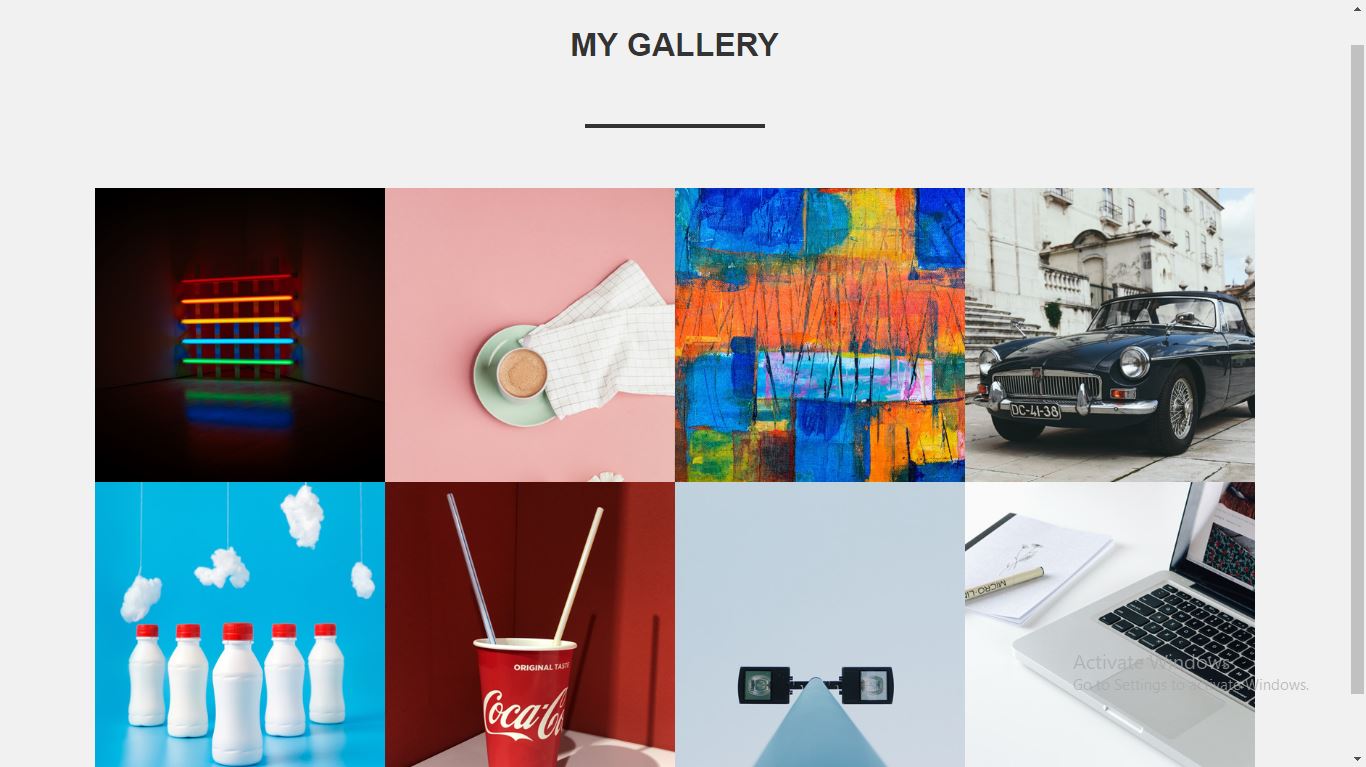 MY GALLERY
DC-41-38
ORIGINAL TASTE
Coca-Co
MICRO-LI
Activate Windows
Go to Settings to activate Windows.